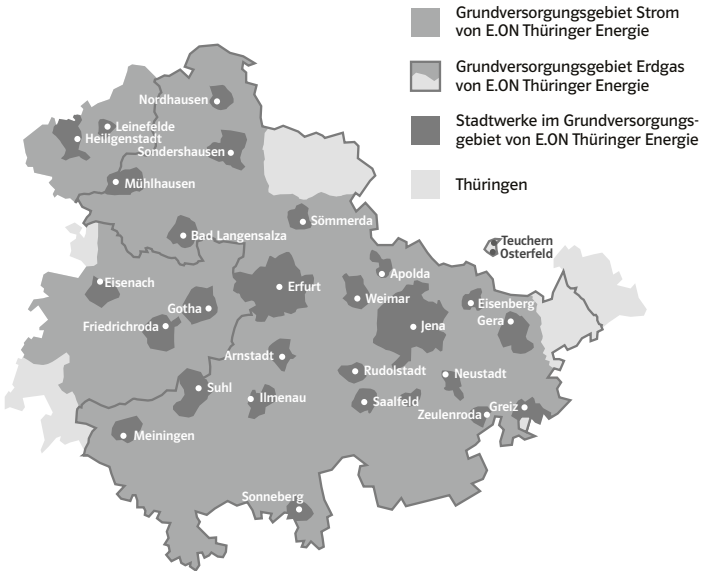 Grundversorgungsgebiet Strom
von E.ON Thüringer Energie
Grundversorgungsgebiet Erdgas
von E.ON Thüringer Energie
Stadtwerke im Grundversorgungs-
gebiet von E.ON Thüringer Energie
Thüringen
Nordhausen
Leinefelde
Heiligenstadt
Sondershausen
Mühlhausen
Sömmerda
Bad Langensalza
Teuchern
Osterfeld
Apolda
Eisenach
Erfurt
Weimar
Eisenberg
Gotha
Gera
Friedrichroda
Jena
Arnstadt
Rudolstadt
Neustadt
Suhl
Ilmenau
Saalfeld
Greiz
Zeulenroda
Meiningen
Sonneberg